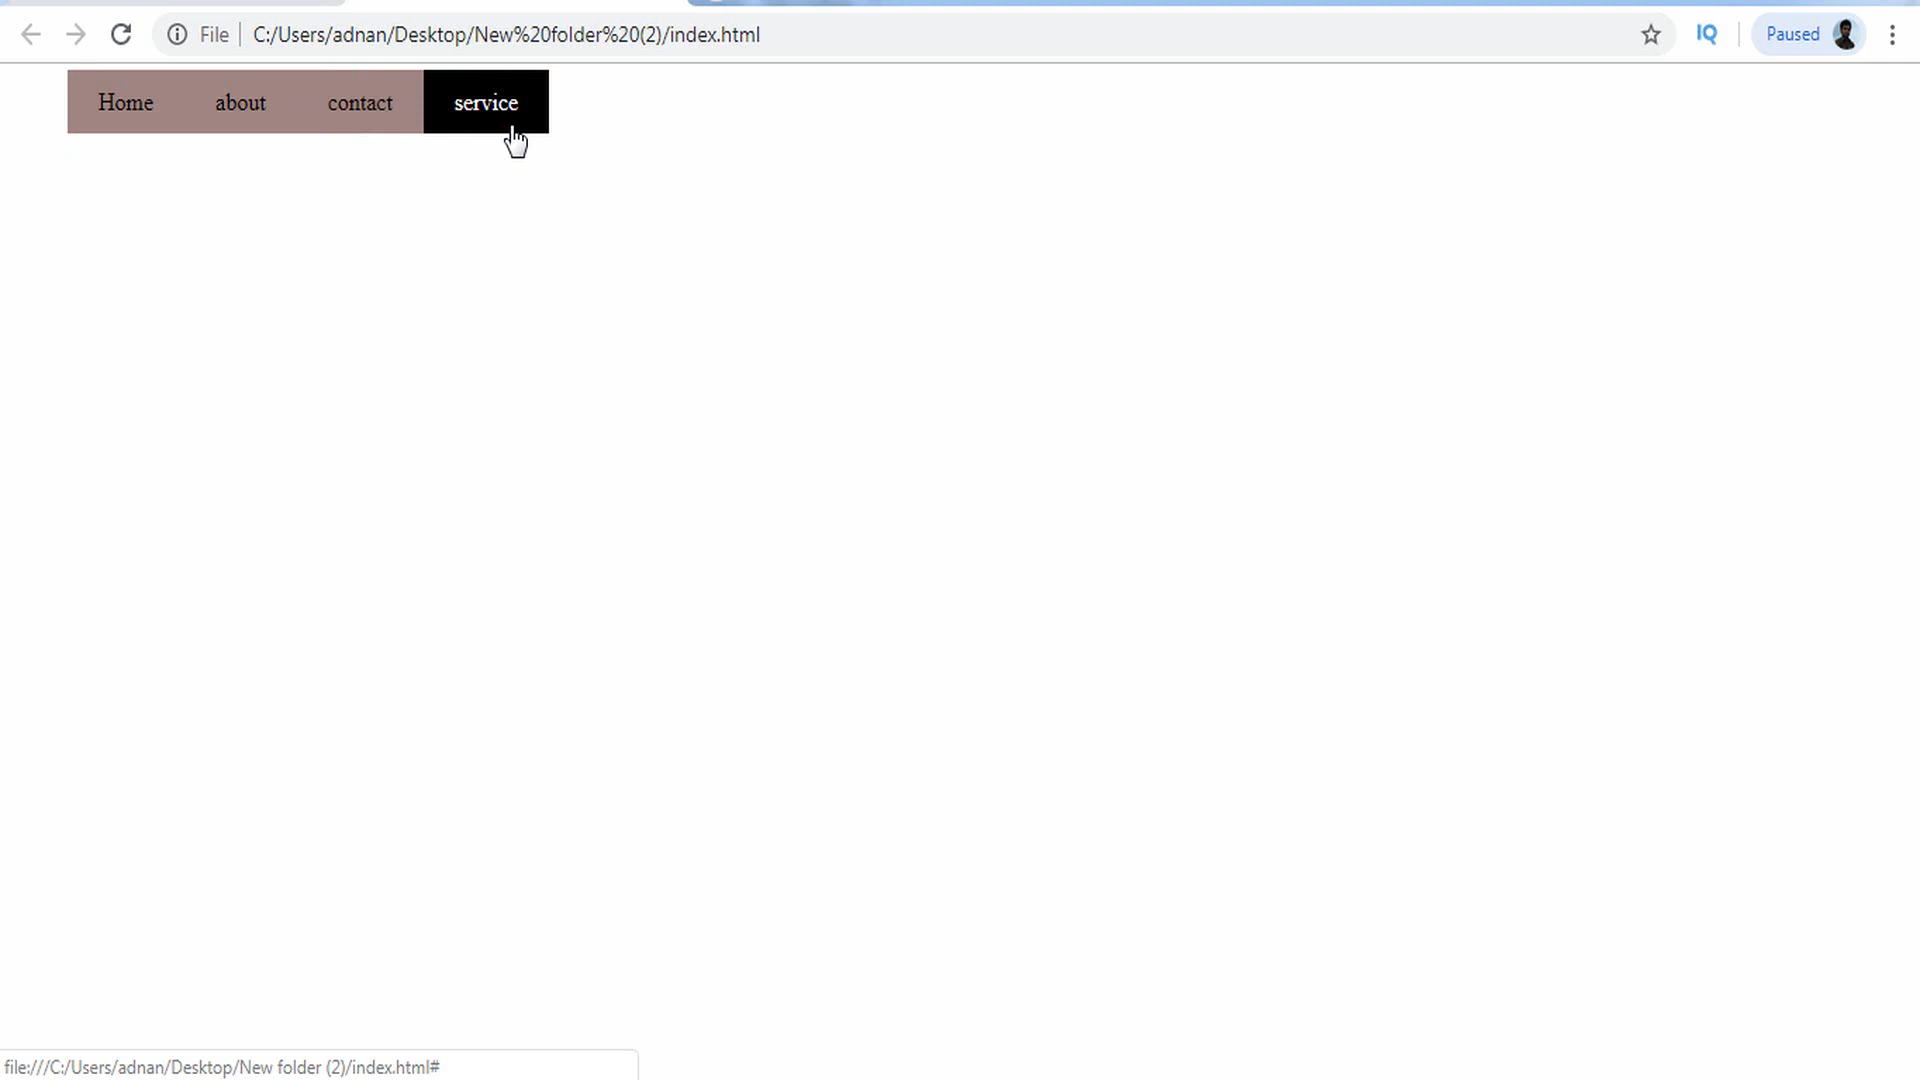 File C:/Users/adnan/Desktop/New%20folder%20(2)/index.html IQ Paused
Home about contact service
file:///C:/Users/adnan/Desktop/New folder (2)/index.html#